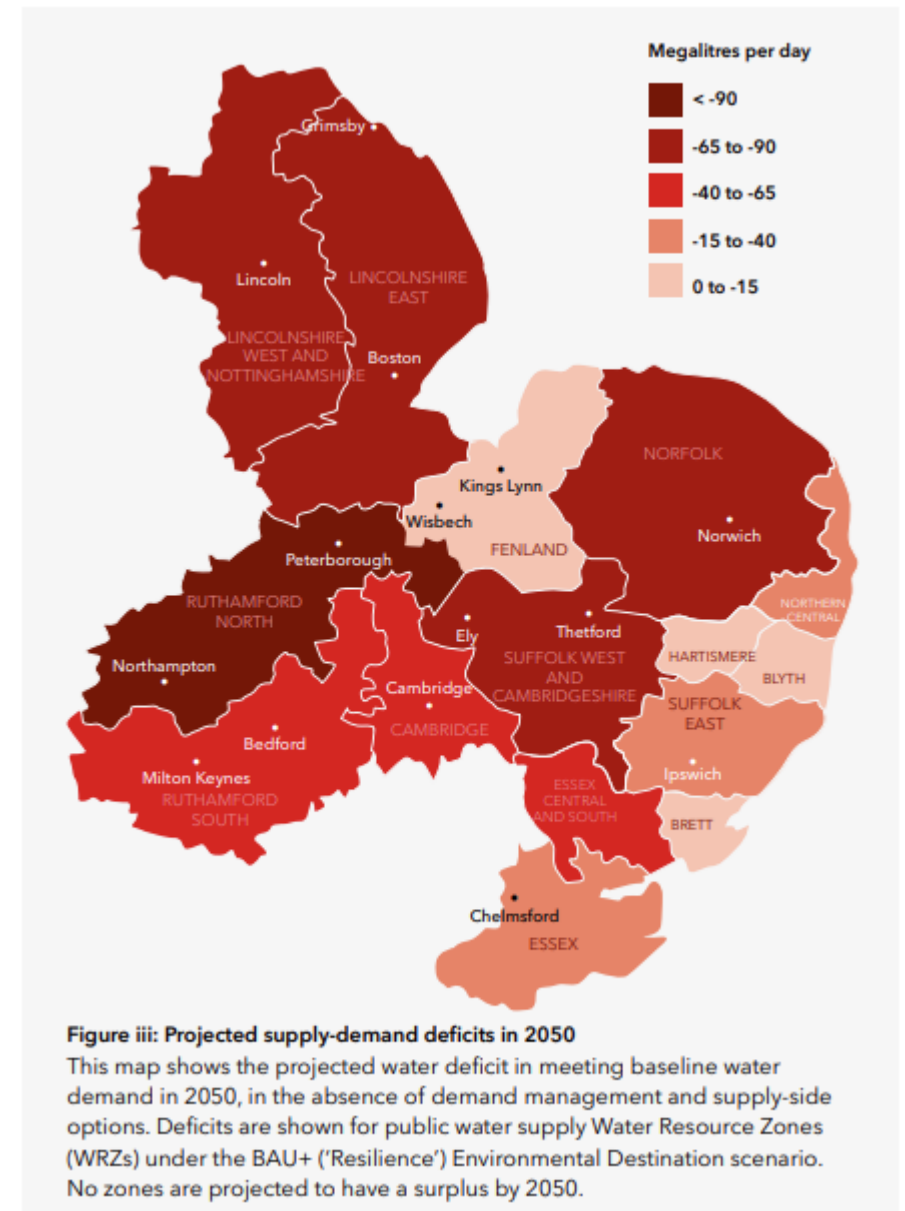 Megalitres per day
< -90
-65 to -90
-40 to -65
-15 to -40
0 to -15
Grimsby
Lincoln
LINCOLNSHIRE
EAST
LINCOLNSHIRE
WEST AND
NOTTINGHAMSHIRE
Boston
NORFOLK
Kings Lynn
Wisbech
Norwich
FENLAND
Peterborough
RUTHAMFORD
NORTH
NORTHERN
CENTRAL
Ely
Thetford
SUFFOLK WEST
AND
CAMBRIDGESHIRE
HARTISMERE
BLYTH
Northampton
Cambridge
CAMBRIDGE
SUFFOLK
EAST
Bedford
Milton Keynes
RUTHAMFORD
SOUTH
Ipswich
ESSEX
CENTRAL
AND SOUTH
BRETT
Chelmsford
ESSEX
Figure iii: Projected supply-demand deficits in 2050
This map shows the projected water deficit in meeting baseline water
demand in 2050, in the absence of demand management and supply-side
options. Deficits are shown for public water supply Water Resource Zones
(WRZs) under the BAU+ (‘Resilience’) Environmental Destination scenario.
No zones are projected to have a surplus by 2050.